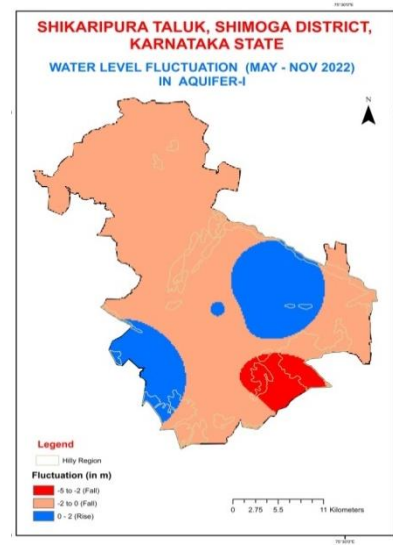 SHIKARIPURA TALUK, SHIMOGA DISTRICT,
KARNATAKA STATE
WATER LEVEL FLUCTUATION (MAY - NOV 2022)
IN AQUIFER-I
N
Legend
Hilly Region
Fluctuation (in m)
-5 to -2 (Fall)
-2 to 0 (Fall)
0 - 2 (Rise)
0 2.75 5.5 11 Kilometers